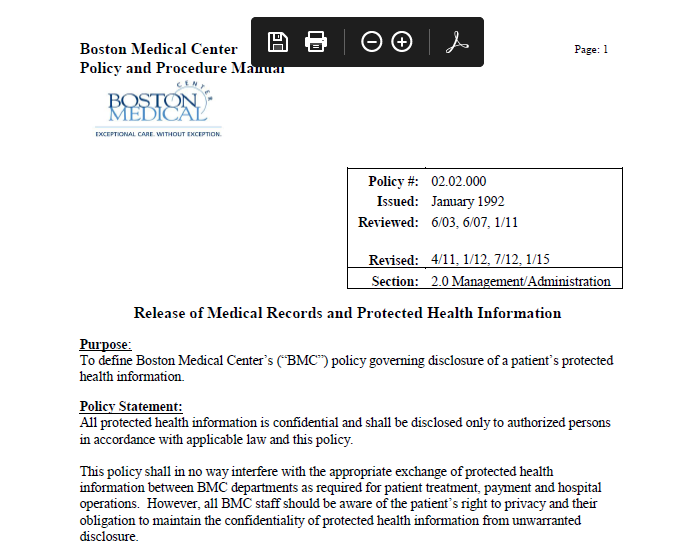 Boston Medical Center
Page: 1
Policy and Procedure Manual
CENTER
BOSTON
MEDICAL
EXCEPTIONAL CARE. WITHOUT EXCEPTION.
Policy #: 02.02.000
Issued: January 1992
Reviewed: 6/03, 6/07, 1/11
Revised: 4/11, 1/12, 7/12, 1/15
Section: 2.0 Management/Administration
Release of Medical Records and Protected Health Information
Purpose:
To define Boston Medical Center’s (“BMC”) policy governing disclosure of a patient’s protected
health information.
Policy Statement:
All protected health information is confidential and shall be disclosed only to authorized persons
in accordance with applicable law and this policy.
This policy shall in no way interfere with the appropriate exchange of protected health
information between BMC departments as required for patient treatment, payment and hospital
operations.  However, all BMC staff should be aware of the patient’s right to privacy and their
obligation to maintain the confidentiality of protected health information from unwarranted
disclosure.